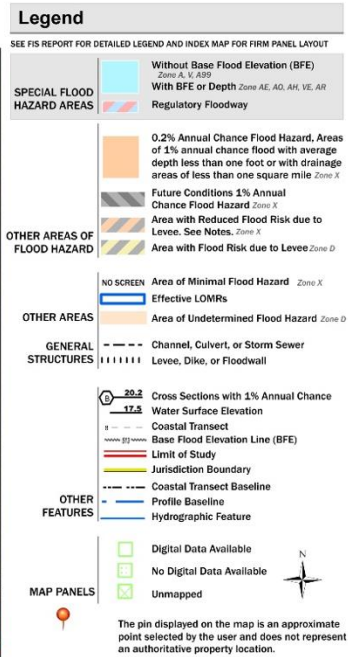 Legend
SEE FIS REPORT FOR DETAILED LEGEND AND INDEX MAP FOR FIRM PANEL LAYOUT
SPECIAL FLOOD
HAZARD AREAS
Without Base Flood Elevation (BFE)
Zone A, V, A99
With BFE or Depth Zone AE, AO, AH, VE, AR
Regulatory Floodway
OTHER AREAS OF
FLOOD HAZARD
0.2% Annual Chance Flood Hazard, Areas
of 1% annual chance flood with average
depth less than one foot or with drainage
areas of less than one square mile Zone X
Future Conditions 1% Annual
Chance Flood Hazard Zone X
Area with Reduced Flood Risk due to
Levee. See Notes. Zone X
Area with Flood Risk due to Levee Zone D
OTHER AREAS
NO SCREEN Area of Minimal Flood Hazard Zone X
Effective LOMRs
Area of Undetermined Flood Hazard Zone D
GENERAL
STRUCTURES
Channel, Culvert, or Storm Sewer
Levee, Dike, or Floodwall
OTHER
FEATURES
B 20.2 Cross Sections with 1% Annual Chance
17.5 Water Surface Elevation
Coastal Transect
Base Flood Elevation Line (BFE)
Limit of Study
Jurisdiction Boundary
Coastal Transect Baseline
Profile Baseline
Hydrographic Feature
MAP PANELS
Digital Data Available
No Digital Data Available
Unmapped
N
The pin displayed on the map is an approximate
point selected by the user and does not represent
an authoritative property location.